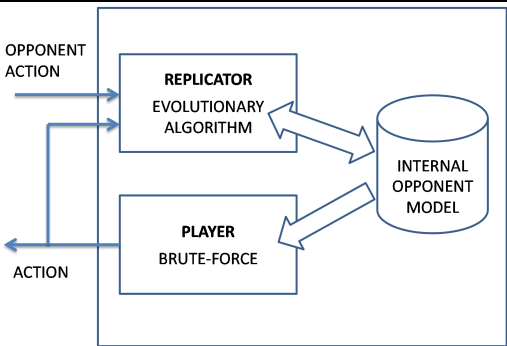 OPPONENT
ACTION
REPLICATOR
EVOLUTIONARY
ALGORITHM
INTERNAL
OPPONENT
MODEL
PLAYER
BRUTE-FORCE
ACTION